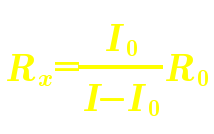 Rₓ = I₀ / (I − I₀) R₀